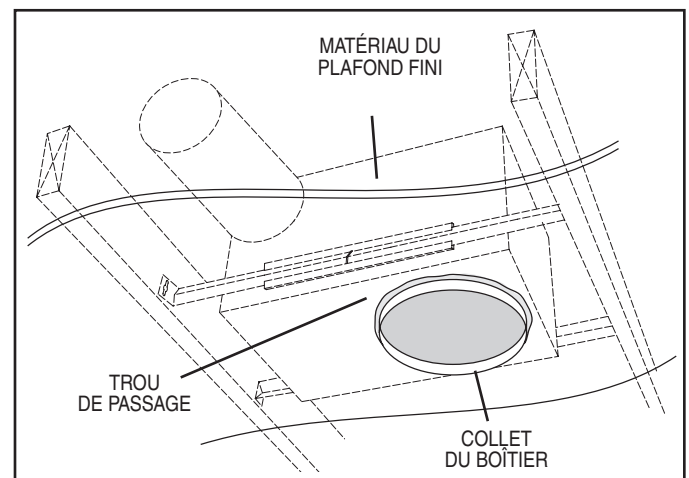 MATÉRIAU DU
PLAFOND FINI
TROU
DE PASSAGE
COLLET
DU BOÎTIER